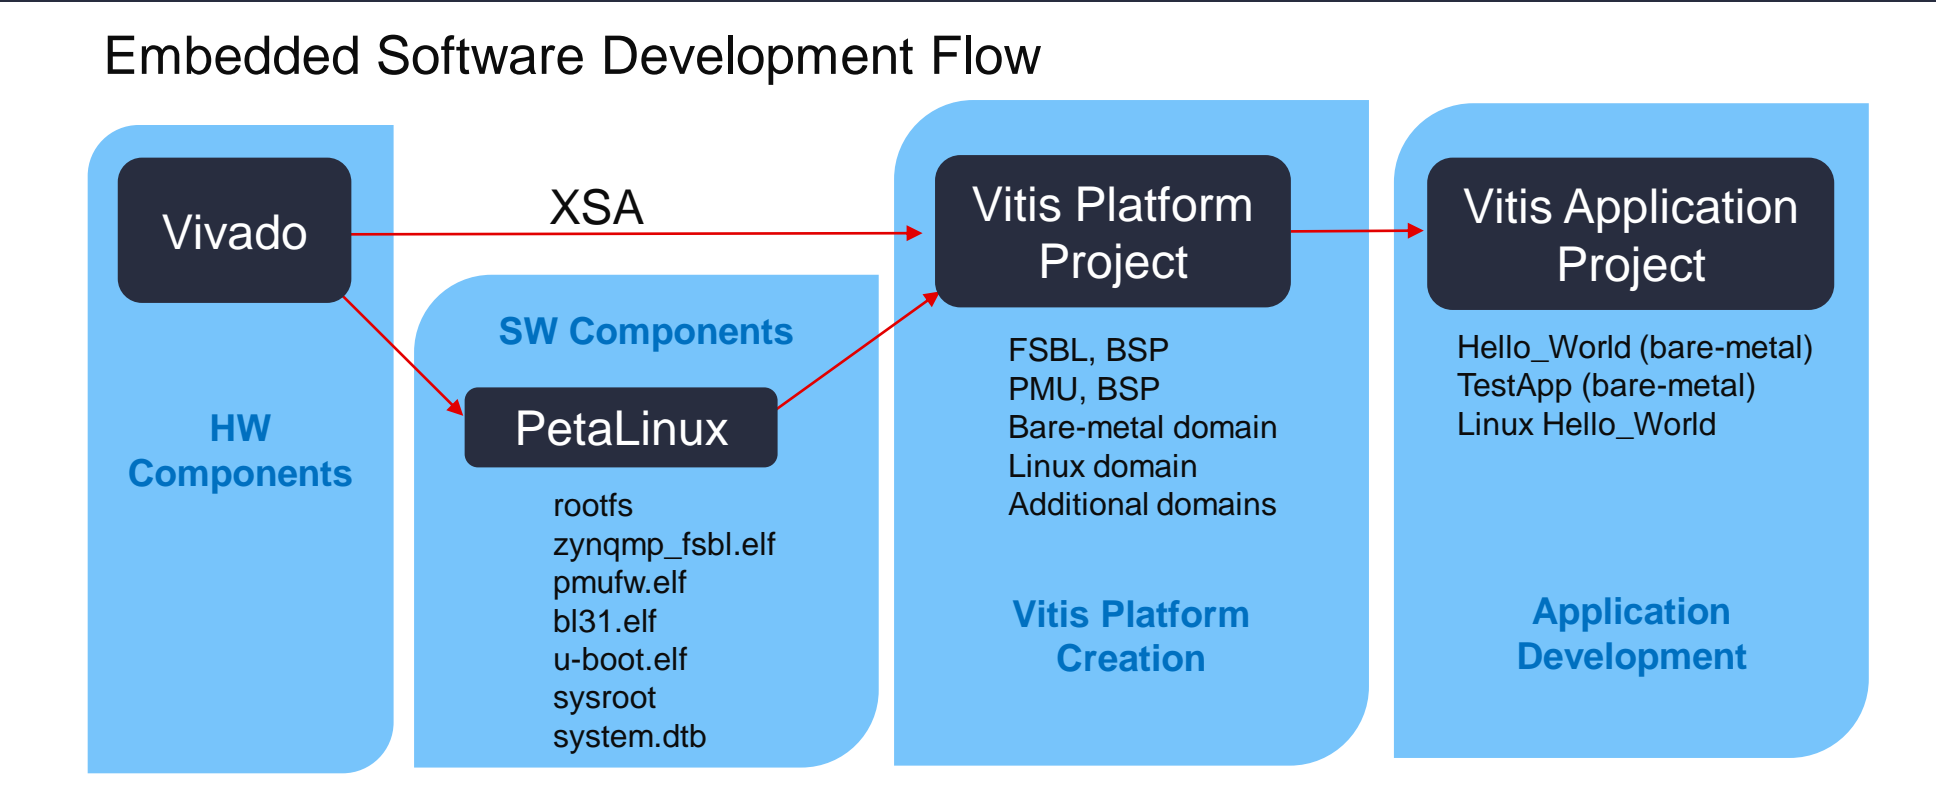 Embedded Software Development Flow
Vivado
HW
Components
XSA
SW Components
PetaLinux
rootfs
zynqmp_fsbl.elf
pmufw.elf
bl31.elf
u-boot.elf
sysroot
system.dtb
Vitis Platform
Project
FSBL, BSP
PMU, BSP
Bare-metal domain
Linux domain
Additional domains
Vitis Platform
Creation
Vitis Application
Project
Hello_World (bare-metal)
TestApp (bare-metal)
Linux Hello_World
Application
Development